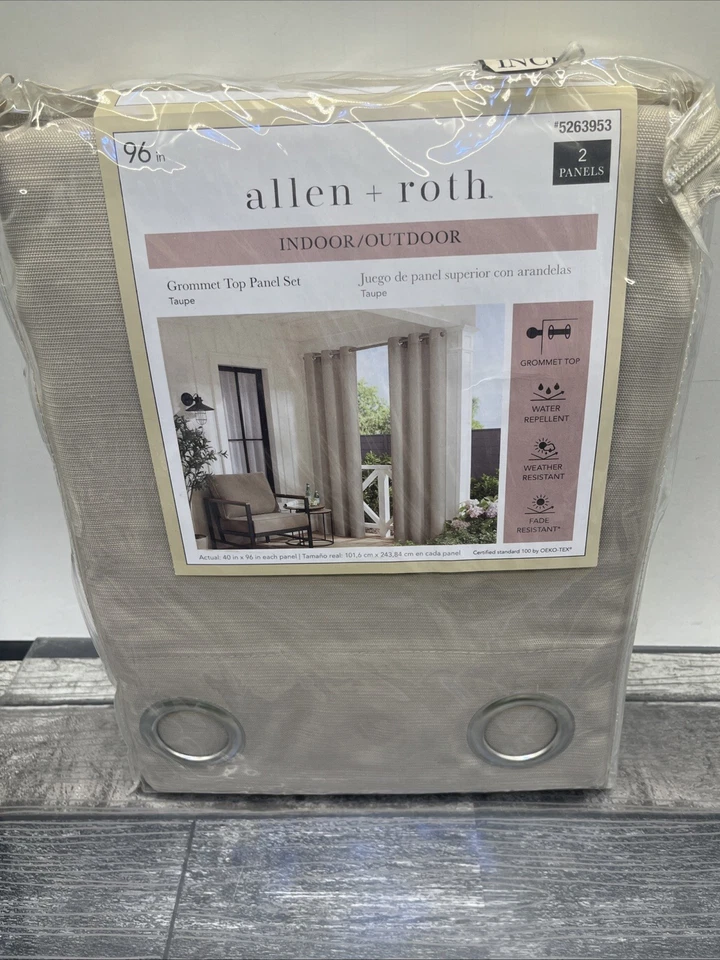 INC
96 in
#5263953
2
PANELS
allen + roth™
INDOOR/OUTDOOR
Grommet Top Panel Set
Taupe
Juego de panel superior con arandelas
Taupe
GROMMET TOP
WATER
REPELLENT
WEATHER
RESISTANT
FADE
RESISTANT*
Actual: 40 in x 96 in each panel | Tamaño real: 101,6 cm x 243,84 cm en cada panel
Certified standard 100 by OEKO-TEX®